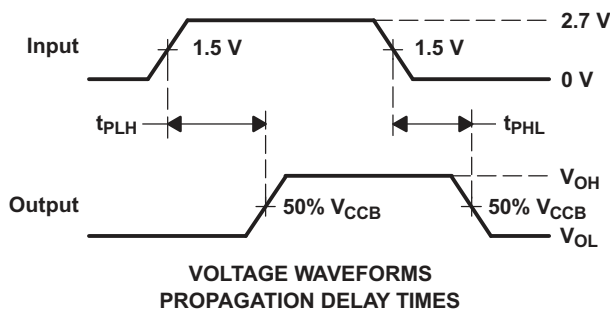 2.7 V
Input
1.5 V
1.5 V
0 V
tPLH
tPHL
VOH
Output
50% VCCB
50% VCCB
VOL
VOLTAGE WAVEFORMS
PROPAGATION DELAY TIMES